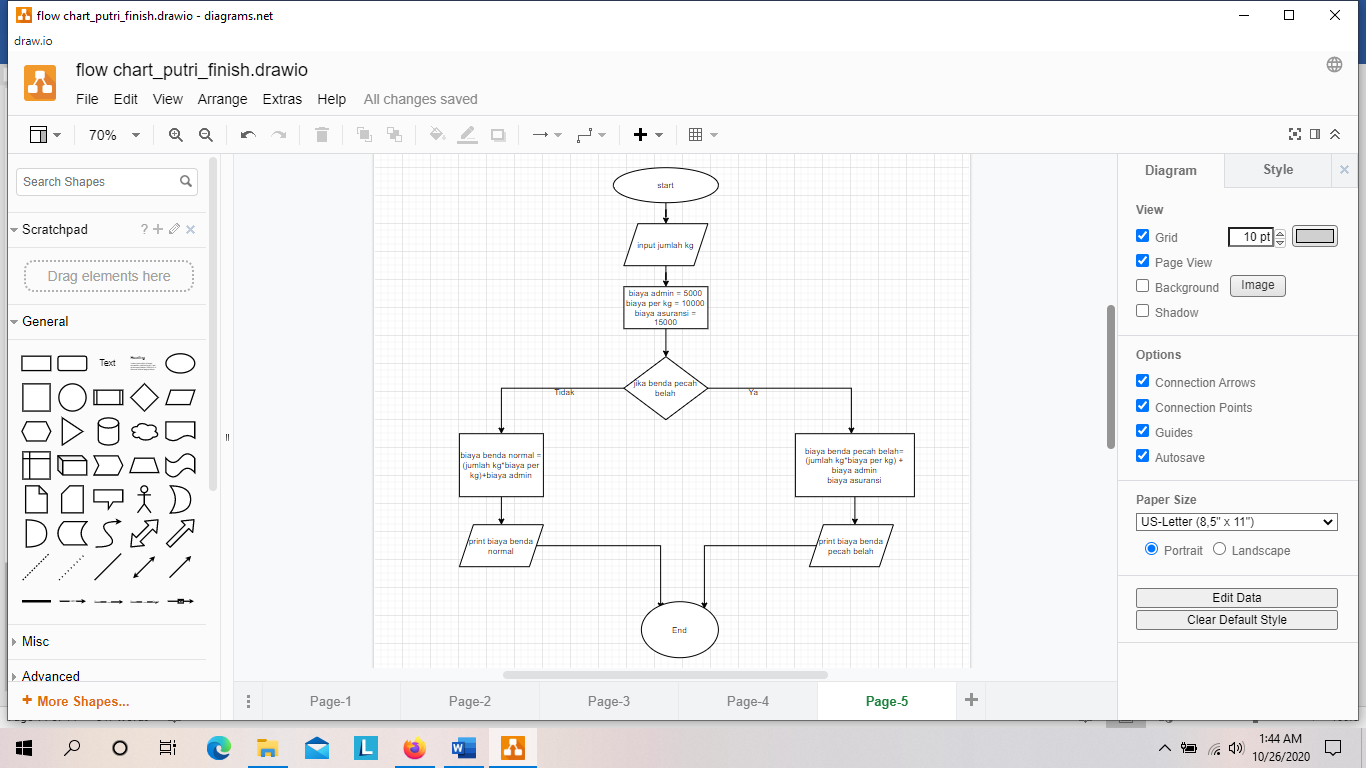 flow chart_putri_finish.drawio - diagrams.net
draw.io
flow chart_putri_finish.drawio
File Edit View Arrange Extras Help All changes saved
70%
Search Shapes
Scratchpad
?
Drag elements here
General
Text
Heading
Misc
Advanced
+ More Shapes...
start
input jumlah kg
biaya admin = 5000
biaya per kg = 10000
biaya asuransi =
15000
jika benda pecah
belah
Tidak
Ya
biaya benda normal =
(jumlah kg*biaya per
kg)+biaya admin
biaya benda pecah belah=
(jumlah kg*biaya per kg) +
biaya admin
biaya asuransi
print biaya benda
normal
print biaya benda
pecah belah
End
Page-1 Page-2 Page-3 Page-4 Page-5
Diagram Style
View
Grid 10 pt
Page View
Background Image
Shadow
Options
Connection Arrows
Connection Points
Guides
Autosave
Paper Size
US-Letter (8,5" x 11")
Portrait Landscape
Edit Data
Clear Default Style
1:44 AM
10/26/2020